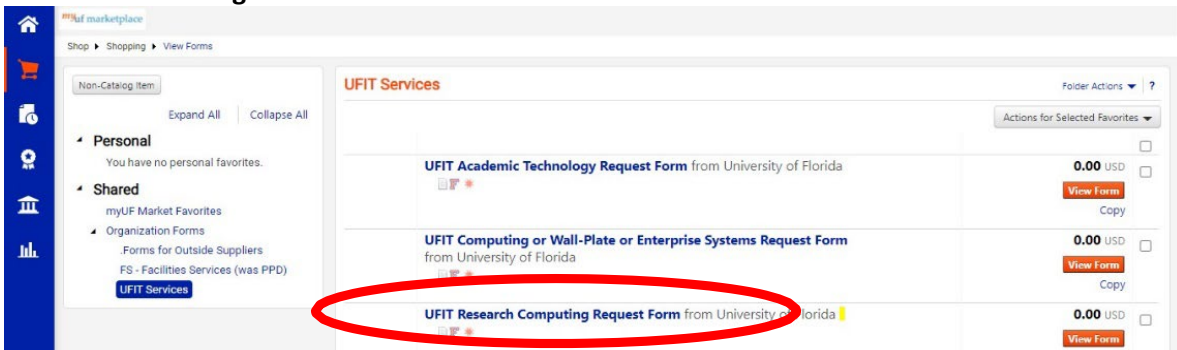 myuf marketplace
Shop ▸ Shopping ▸ View Forms
Non-Catalog Item
Expand All | Collapse All
Personal
You have no personal favorites.
Shared
myUF Market Favorites
Organization Forms
.Forms for Outside Suppliers
FS - Facilities Services (was PPD)
UFIT Services
UFIT Services
Folder Actions ?
Actions for Selected Favorites
UFIT Academic Technology Request Form from University of Florida
0.00 USD
View Form
Copy
UFIT Computing or Wall-Plate or Enterprise Systems Request Form
from University of Florida
0.00 USD
View Form
Copy
UFIT Research Computing Request Form from University of Florida
0.00 USD
View Form